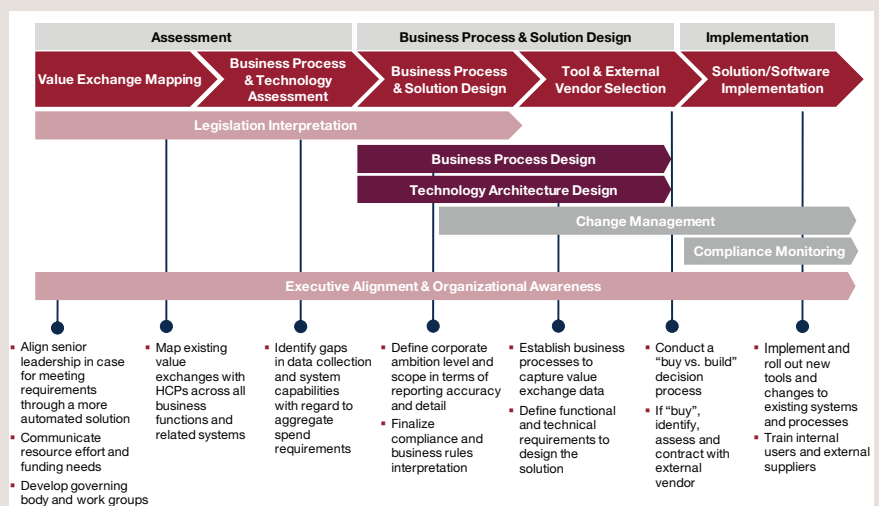 Assessment
Business Process & Solution Design
Implementation
Value Exchange Mapping
Business Process
& Technology
Assessment
Business Process
& Solution Design
Tool & External
Vendor Selection
Solution/Software
Implementation
Legislation Interpretation
Business Process Design
Technology Architecture Design
Change Management
Compliance Monitoring
Executive Alignment & Organizational Awareness
▪ Align senior
leadership in case
for meeting
requirements
through a more
automated solution
▪ Communicate
resource effort and
funding needs
▪ Develop governing
body and work groups
▪ Map existing
value
exchanges with
HCPs across all
business
functions and
related systems
▪ Identify gaps
in data collection
and system
capabilities
with regard to
aggregate
spend
requirements
▪ Define corporate
ambition level and
scope in terms of
reporting accuracy
and detail
▪ Finalize
compliance and
business rules
interpretation
▪ Establish business
processes to
capture value
exchange data
▪ Define functional
and technical
requirements to
design the
solution
▪ Conduct a
“buy vs. build”
decision
process
▪ If “buy”,
identify,
assess and
contract with
external
vendor
▪ Implement and
roll out new
tools and
changes to
existing systems
and processes
▪ Train internal
users and external
suppliers